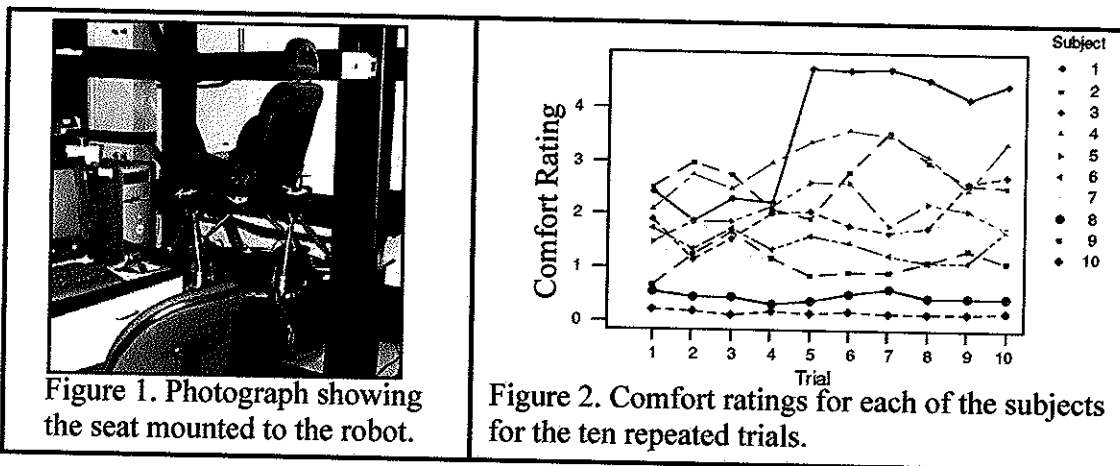 Figure 1. Photograph showing
the seat mounted to the robot.
Subject
1
2
3
4
5
6
7
8
9
10
Comfort Rating
4
3
2
1
0
1 2 3 4 5 6 7 8 9 10
Trial
Figure 2. Comfort ratings for each of the subjects
for the ten repeated trials.